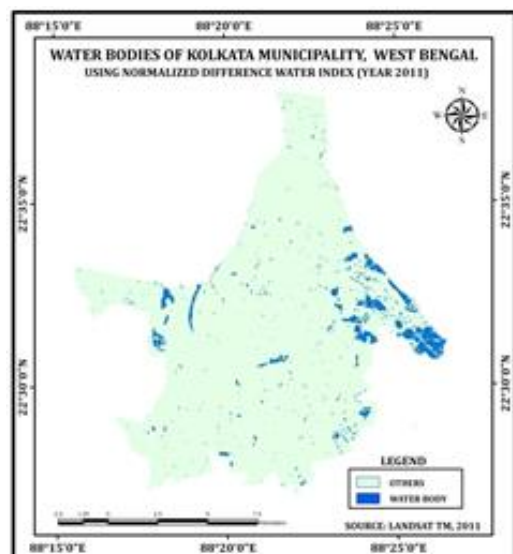 88°15'0"E 88°20'0"E 88°25'0"E
WATER BODIES OF KOLKATA MUNICIPALITY, WEST BENGAL
USING NORMALIZED DIFFERENCE WATER INDEX (YEAR 2011)
N
W E
S
22°35'0"N 22°35'0"N
22°30'0"N 22°30'0"N
LEGEND
OTHERS
WATER BODY
SOURCE: LANDSAT TM, 2011
88°15'0"E 88°20'0"E 88°25'0"E